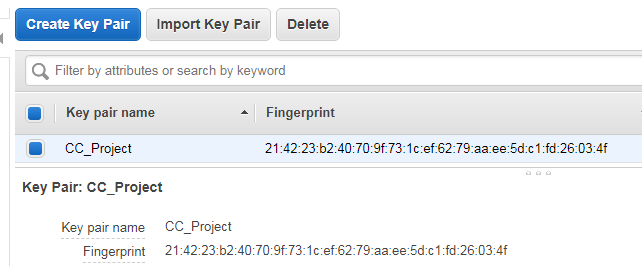 Create Key Pair Import Key Pair Delete
Filter by attributes or search by keyword
Key pair name Fingerprint
CC_Project 21:42:23:b2:40:70:9f:73:1c:ef:62:79:aa:ee:5d:c1:fd:26:03:4f
Key Pair: CC_Project
Key pair name CC_Project
Fingerprint 21:42:23:b2:40:70:9f:73:1c:ef:62:79:aa:ee:5d:c1:fd:26:03:4f